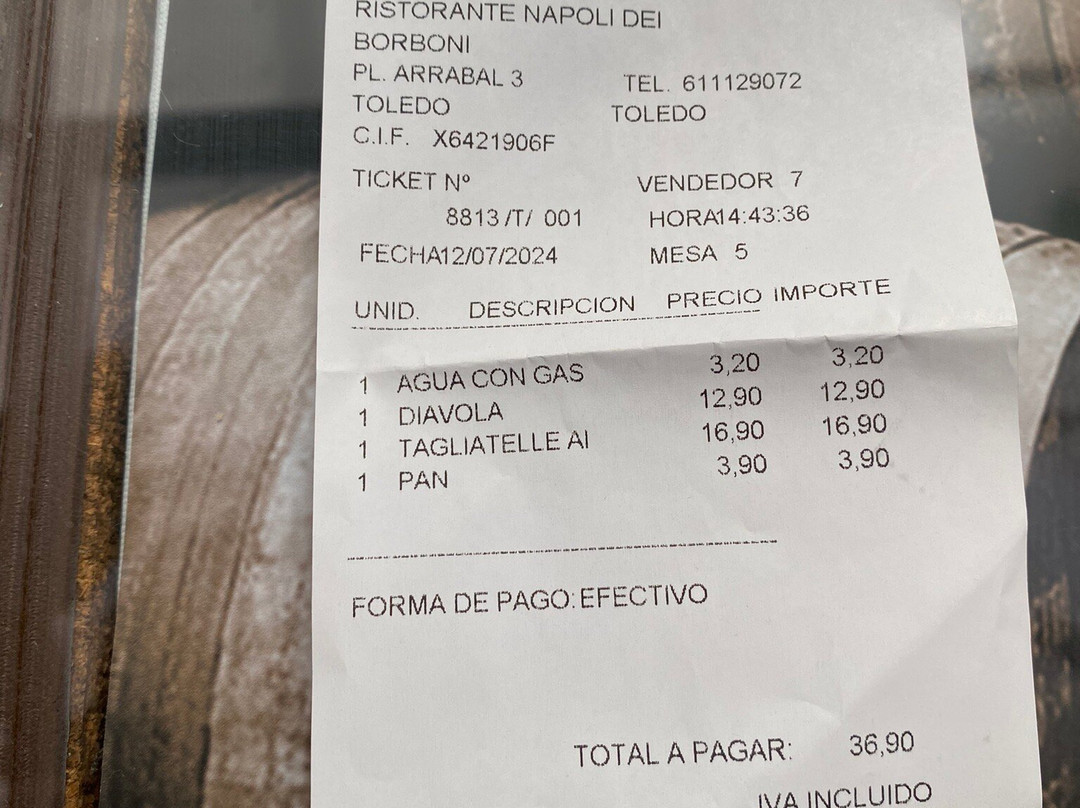 RISTORANTE NAPOLI DEI
BORBONI
PL. ARRABAL 3 TEL. 611129072
TOLEDO TOLEDO
C.I.F. X6421906F
TICKET Nº VENDEDOR 7
8813 /T/ 001 HORA14:43:36
FECHA12/07/2024 MESA 5
UNID. DESCRIPCION PRECIO IMPORTE
1 AGUA CON GAS 3,20 3,20
1 DIAVOLA 12,90 12,90
1 TAGLIATELLE AI 16,90 16,90
1 PAN 3,90 3,90
FORMA DE PAGO:EFECTIVO
TOTAL A PAGAR: 36,90
IVA INCLUIDO